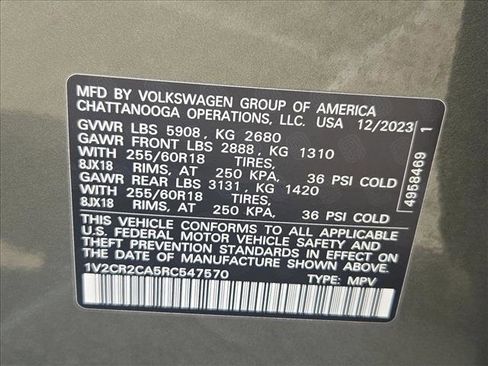 MFD BY VOLKSWAGEN GROUP OF AMERICA
CHATTANOOGA OPERATIONS, LLC. USA 12/2023
GVWR LBS 5908, KG 2680
GAWR FRONT LBS 2888, KG 1310
WITH 255/60R18 TIRES,
8JX18 RIMS, AT 250 KPA, 36 PSI COLD
GAWR REAR LBS 3131, KG 1420
WITH 255/60R18 TIRES,
8JX18 RIMS, AT 250 KPA, 36 PSI COLD
THIS VEHICLE CONFORMS TO ALL APPLICABLE
U.S. FEDERAL MOTOR VEHICLE SAFETY AND
THEFT PREVENTION STANDARDS IN EFFECT ON
THE DATE OF MANUFACTURE SHOWN ABOVE.
1V2CR2CA5RC547570 TYPE: MPV
4958469 1